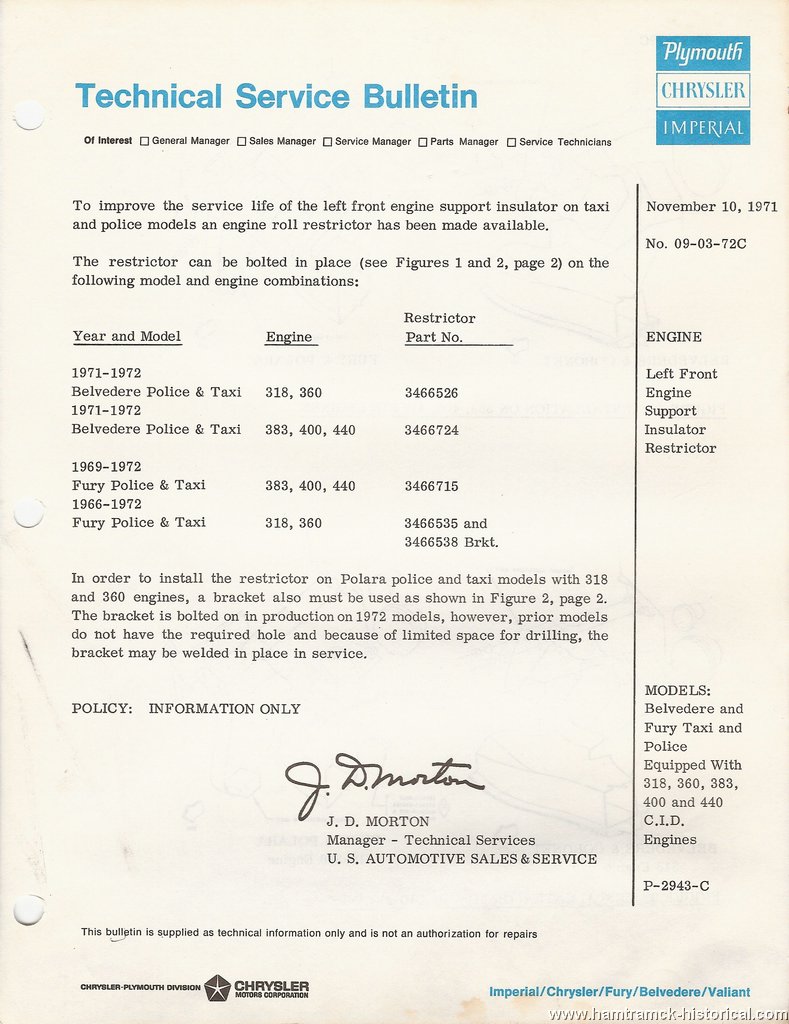 Plymouth
CHRYSLER
IMPERIAL
Technical Service Bulletin
Of Interest □ General Manager □ Sales Manager □ Service Manager □ Parts Manager □ Service Technicians
To improve the service life of the left front engine support insulator on taxi
and police models an engine roll restrictor has been made available.
The restrictor can be bolted in place (see Figures 1 and 2, page 2) on the
following model and engine combinations:
Restrictor
Year and Model Engine Part No.
1971-1972
Belvedere Police & Taxi 318, 360 3466526
1971-1972
Belvedere Police & Taxi 383, 400, 440 3466724
1969-1972
Fury Police & Taxi 383, 400, 440 3466715
1966-1972
Fury Police & Taxi 318, 360 3466535 and
3466538 Brkt.
In order to install the restrictor on Polara police and taxi models with 318
and 360 engines, a bracket also must be used as shown in Figure 2, page 2.
The bracket is bolted on in production on 1972 models, however, prior models
do not have the required hole and because of limited space for drilling, the
bracket may be welded in place in service.
POLICY: INFORMATION ONLY
J. D. Morton
J. D. MORTON
Manager - Technical Services
U. S. AUTOMOTIVE SALES & SERVICE
November 10, 1971
No. 09-03-72C
ENGINE
Left Front
Engine
Support
Insulator
Restrictor
MODELS:
Belvedere and
Fury Taxi and
Police
Equipped With
318, 360, 383,
400 and 440
C.I.D.
Engines
P-2943-C
This bulletin is supplied as technical information only and is not an authorization for repairs
CHRYSLER-PLYMOUTH DIVISION CHRYSLER
MOTORS CORPORATION
Imperial/Chrysler/Fury/Belvedere/Valiant
www.hamtramck-historical.com